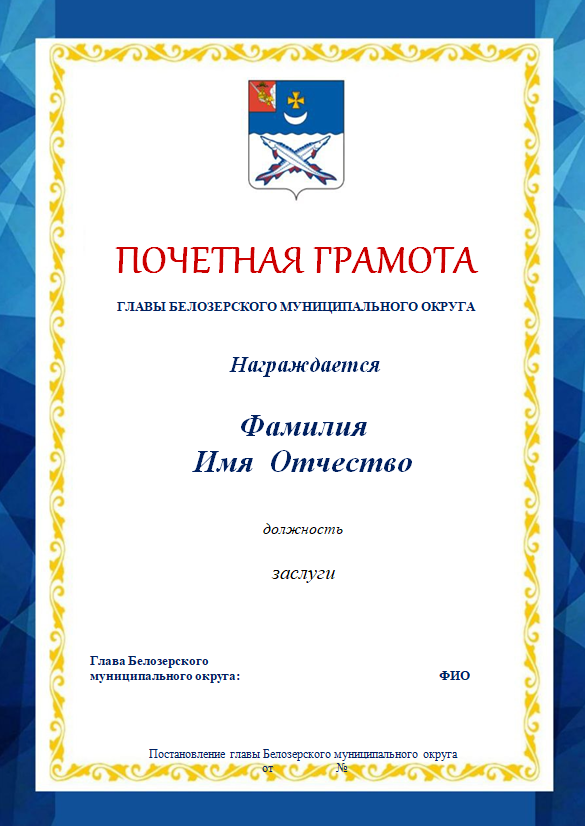 ПОЧЕТНАЯ ГРАМОТА
ГЛАВЫ БЕЛОЗЕРСКОГО МУНИЦИПАЛЬНОГО ОКРУГА
Награждается
Фамилия
Имя Отчество
должность
заслуги
Глава Белозерского
муниципального округа: ФИО
Постановление главы Белозерского муниципального округа
от №